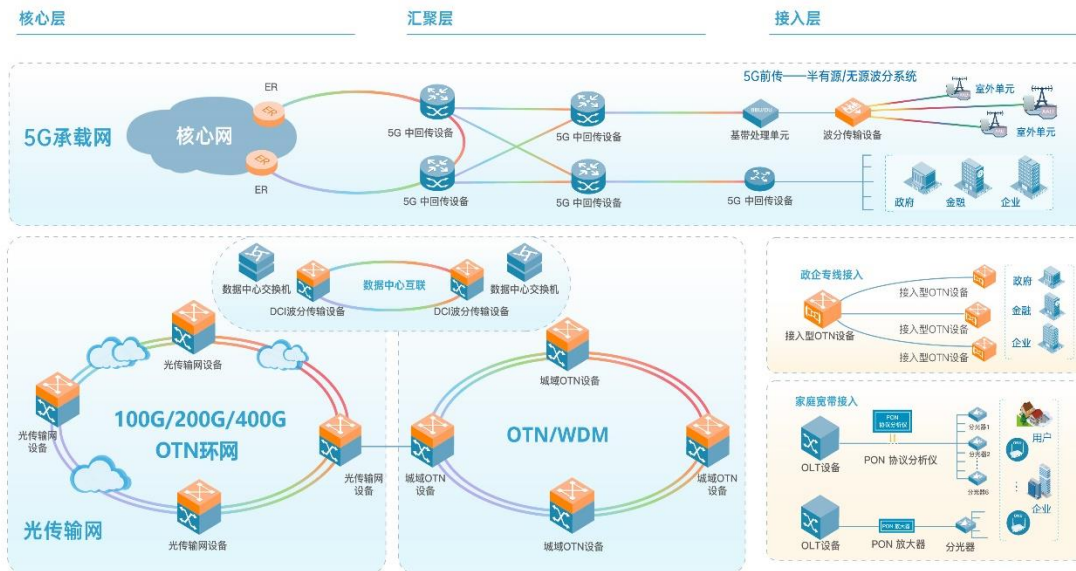 核心层
汇聚层
接入层
5G承载网
核心网
ER
ER
ER
ER
5G 中回传设备
5G 中回传设备
5G 中回传设备
5G 中回传设备
5G前传——半有源/无源波分系统
基带处理单元
波分传输设备
室外单元
室外单元
5G 中回传设备
政府
金融
企业
数据中心交换机
DCI波分传输设备
数据中心互联
DCI波分传输设备
数据中心交换机
光传输网设备
光传输网
设备
100G/200G/400G
OTN环网
光传输网
设备
光传输网设备
光传输网
城域OTN设备
城域OTN
设备
OTN/WDM
城域OTN
设备
城域OTN设备
政企专线接入
接入型OTN设备
接入型OTN设备
接入型OTN设备
接入型OTN设备
政府
金融
企业
家庭宽带接入
OLT设备
PON
协议分析仪
PON 协议分析仪
分光器1
分光器2
用户
企业
OLT设备
PON 放大器
PON 放大器
分光器